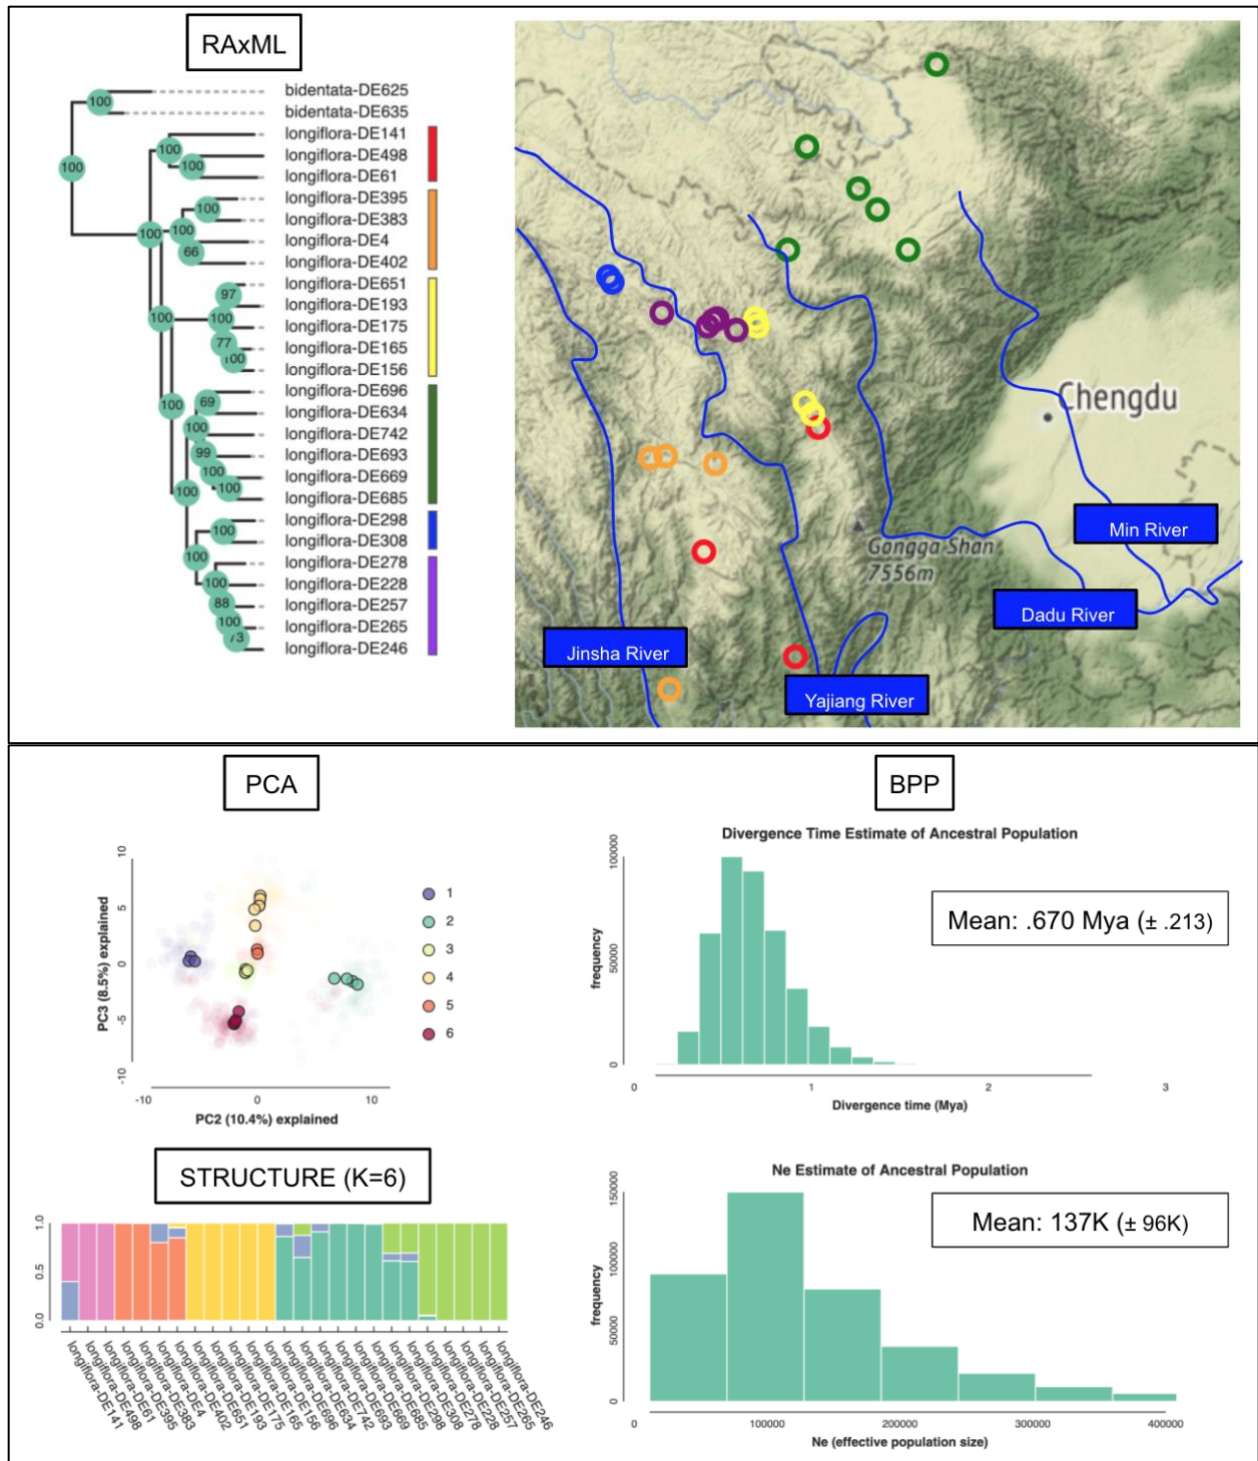 RAxML
bidentata-DE625
bidentata-DE635
longiflora-DE141
longiflora-DE498
longiflora-DE61
longiflora-DE395
longiflora-DE383
longiflora-DE4
longiflora-DE402
longiflora-DE651
longiflora-DE193
longiflora-DE175
longiflora-DE165
longiflora-DE156
longiflora-DE696
longiflora-DE634
longiflora-DE742
longiflora-DE693
longiflora-DE669
longiflora-DE685
longiflora-DE298
longiflora-DE308
longiflora-DE278
longiflora-DE228
longiflora-DE257
longiflora-DE265
longiflora-DE246
100
100
100
100
100
100
100
66
97
100
100
77
100
100
69
100
99
100
100
100
100
100
100
88
100
73
Chengdu
Min River
Gongga Shan
7556m
Dadu River
Jinsha River
Yajiang River
PCA
10
5
0
-5
-10
PC3 (8.5%) explained
-10 0 10
PC2 (10.4%) explained
1
2
3
4
5
6
STRUCTURE (K=6)
1.0
0.5
0.0
longiflora-DE141
longiflora-DE498
longiflora-DE61
longiflora-DE395
longiflora-DE383
longiflora-DE4
longiflora-DE402
longiflora-DE651
longiflora-DE193
longiflora-DE175
longiflora-DE165
longiflora-DE156
longiflora-DE696
longiflora-DE634
longiflora-DE742
longiflora-DE693
longiflora-DE669
longiflora-DE685
longiflora-DE298
longiflora-DE308
longiflora-DE278
longiflora-DE228
longiflora-DE257
longiflora-DE265
longiflora-DE246
BPP
Divergence Time Estimate of Ancestral Population
Mean: .670 Mya (± .213)
100000
50000
0
frequency
0 1 2 3
Divergence time (Mya)
Ne Estimate of Ancestral Population
Mean: 137K (± 96K)
150000
100000
50000
0
frequency
0 100000 200000 300000 400000
Ne (effective population size)